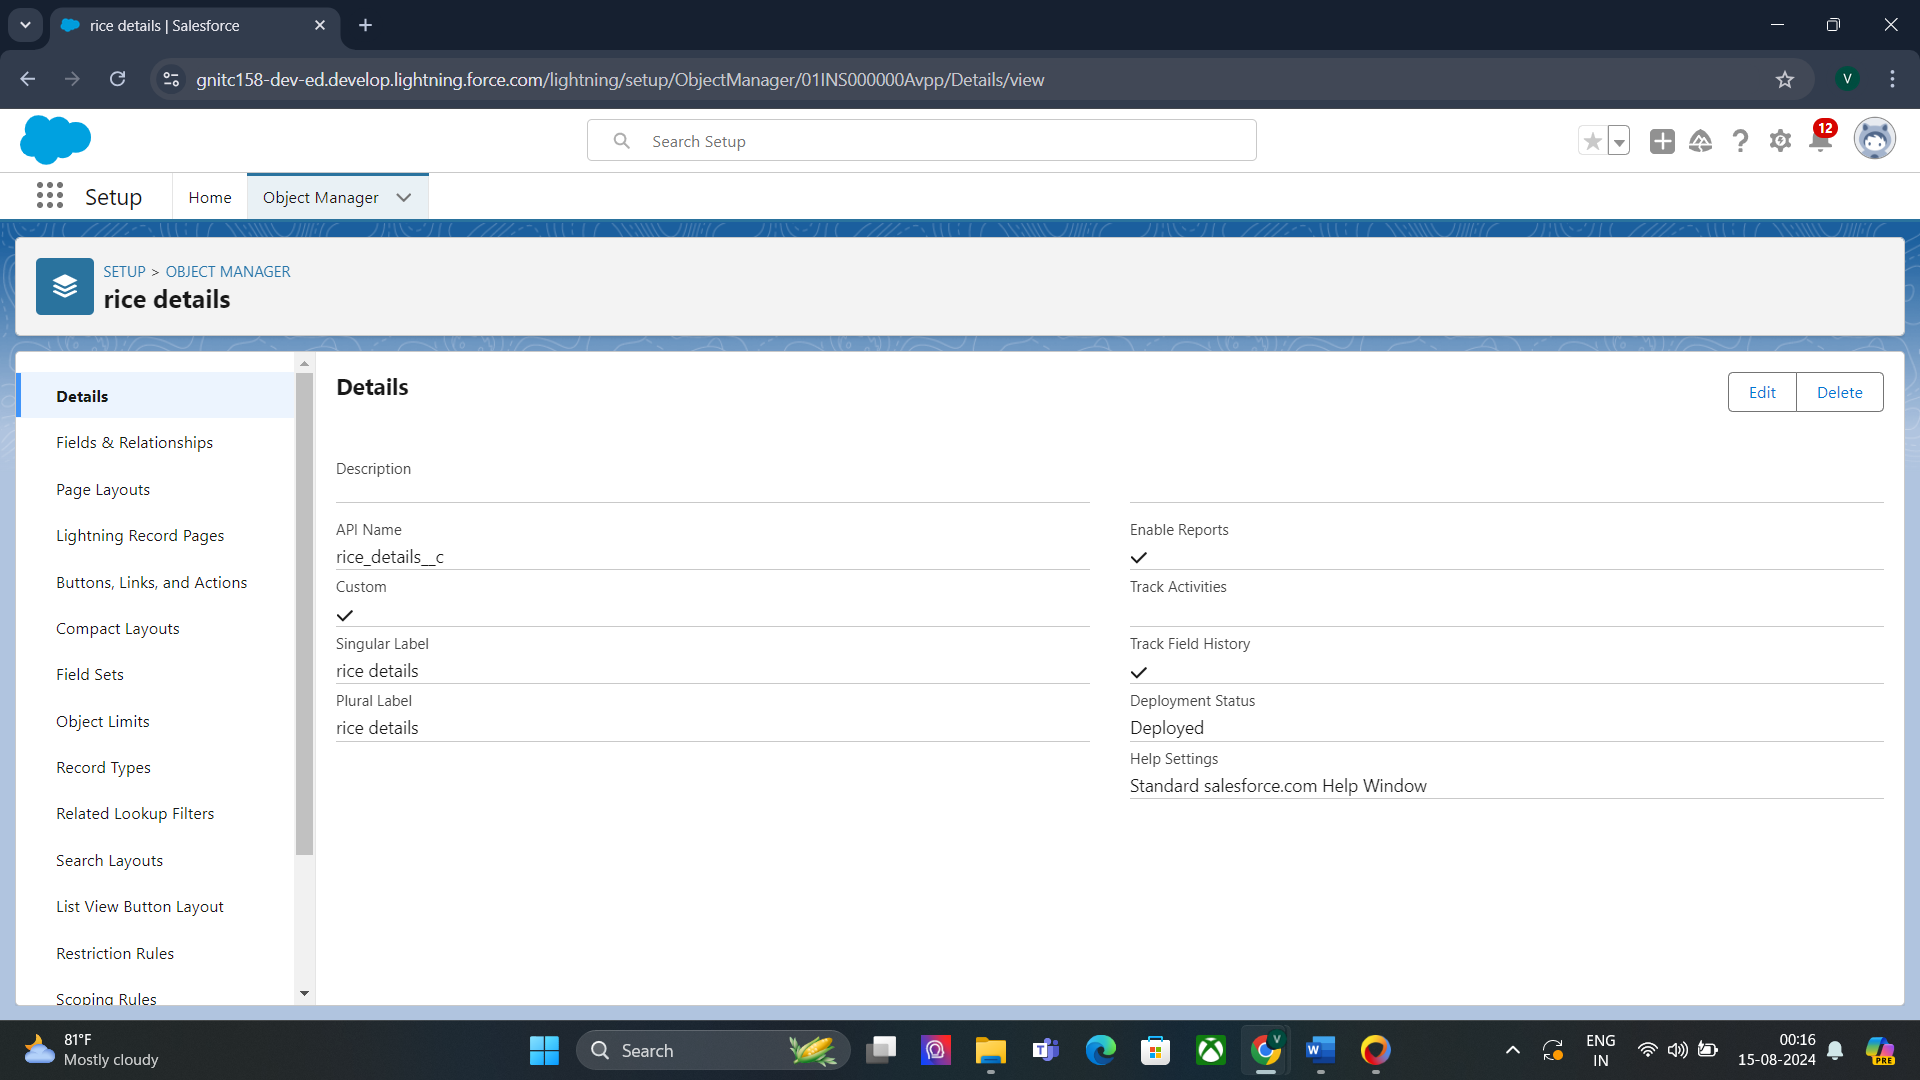 rice details | Salesforce
gnitc158-dev-ed.develop.lightning.force.com/lightning/setup/ObjectManager/01INS000000Avpp/Details/view
V
Search Setup
12
Setup
Home
Object Manager
SETUP > OBJECT MANAGER
rice details
Details
Fields & Relationships
Page Layouts
Lightning Record Pages
Buttons, Links, and Actions
Compact Layouts
Field Sets
Object Limits
Record Types
Related Lookup Filters
Search Layouts
List View Button Layout
Restriction Rules
Scoping Rules
Details
Edit
Delete
Description
API Name
rice_details__c
Custom
Singular Label
rice details
Plural Label
rice details
Enable Reports
Track Activities
Track Field History
Deployment Status
Deployed
Help Settings
Standard salesforce.com Help Window
81°F
Mostly cloudy
Search
V
ENG
IN
00:16
15-08-2024
PRE